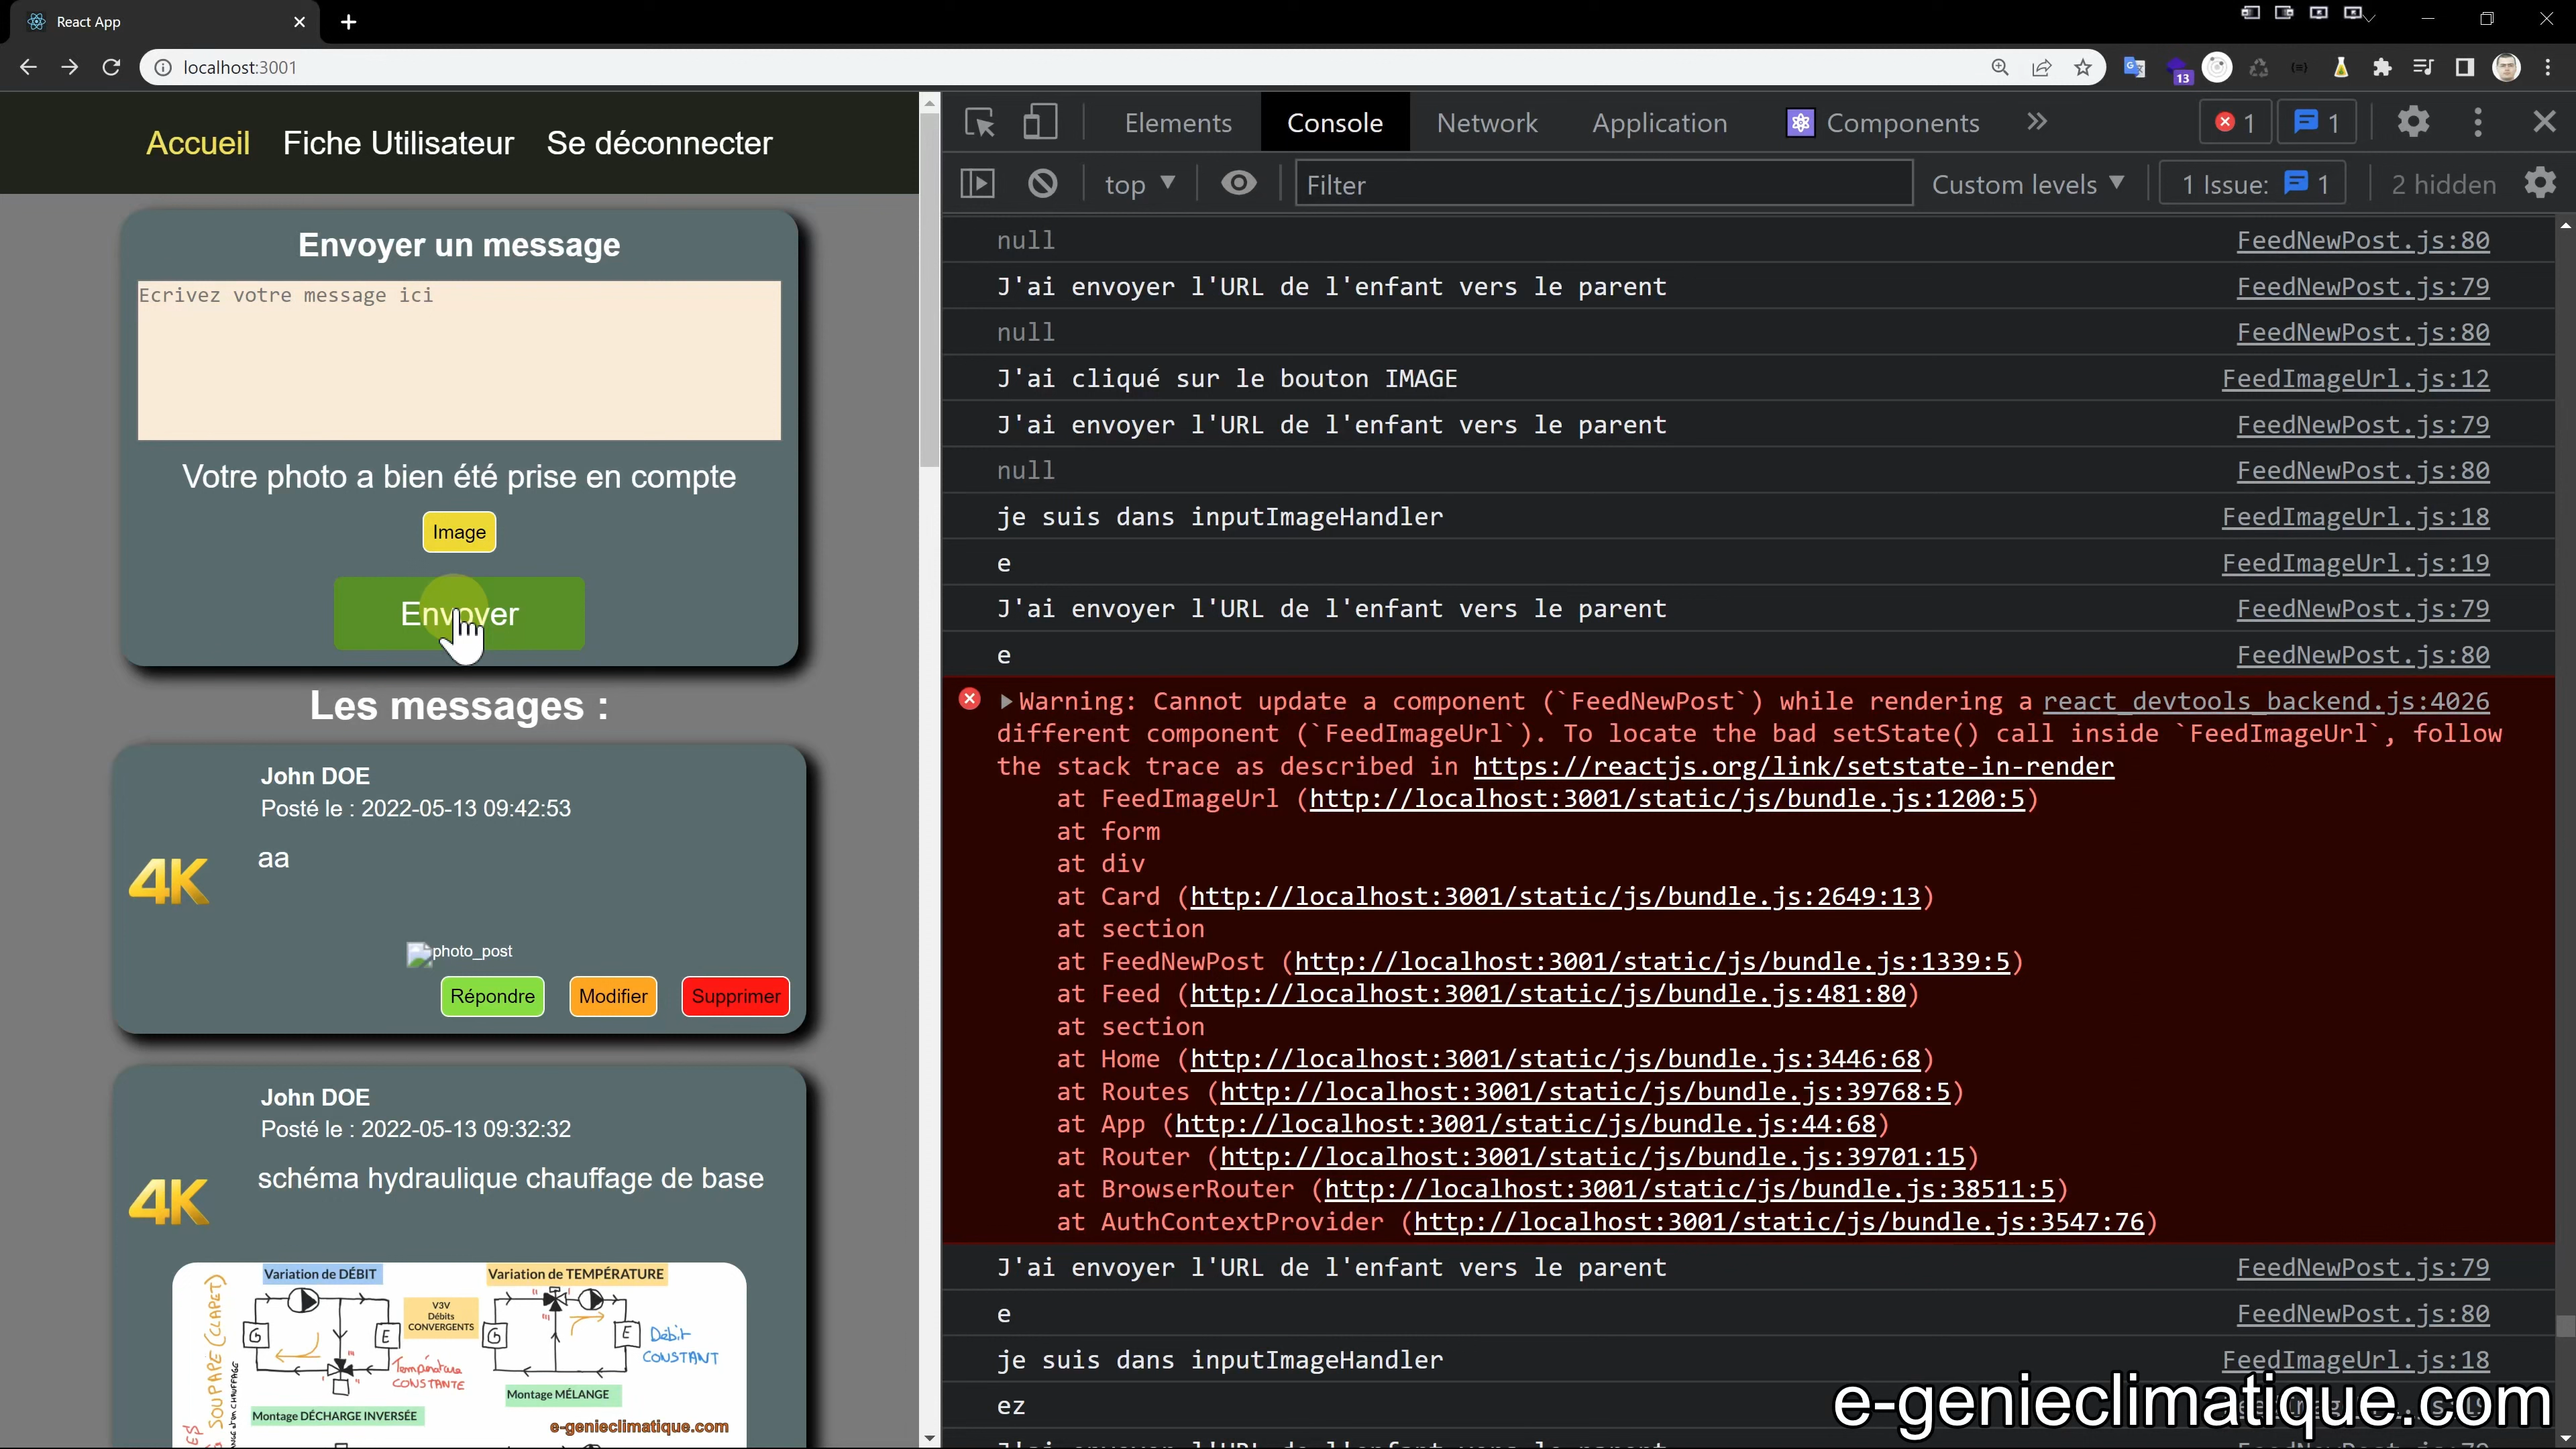 React App
localhost:3001
13
Accueil
Fiche Utilisateur
Se déconnecter
Envoyer un message
Ecrivez votre message ici
Votre photo a bien été prise en compte
Image
Envoyer
Les messages :
John DOE
Posté le : 2022-05-13 09:42:53
aa
4K
photo_post
Répondre
Modifier
Supprimer
John DOE
Posté le : 2022-05-13 09:32:32
schéma hydraulique chauffage de base
4K
Variation de DÉBIT
Variation de TEMPÉRATURE
V3V
Débits
CONVERGENTS
SOUPAPE (CLAPET)
G
E
G
E
Température
CONSTANTE
Débit
CONSTANT
Montage MÉLANGE
Montage DÉCHARGE INVERSÉE
e-genieclimatique.com
Elements
Console
Network
Application
Components
1
1
top
Filter
Custom levels
1 Issue: 1
2 hidden
null FeedNewPost.js:80
J'ai envoyer l'URL de l'enfant vers le parent FeedNewPost.js:79
null FeedNewPost.js:80
J'ai cliqué sur le bouton IMAGE FeedImageUrl.js:12
J'ai envoyer l'URL de l'enfant vers le parent FeedNewPost.js:79
null FeedNewPost.js:80
je suis dans inputImageHandler FeedImageUrl.js:18
e FeedImageUrl.js:19
J'ai envoyer l'URL de l'enfant vers le parent FeedNewPost.js:79
e FeedNewPost.js:80
Warning: Cannot update a component (`FeedNewPost`) while rendering a react_devtools_backend.js:4026
different component (`FeedImageUrl`). To locate the bad setState() call inside `FeedImageUrl`, follow
the stack trace as described in https://reactjs.org/link/setstate-in-render
at FeedImageUrl (http://localhost:3001/static/js/bundle.js:1200:5)
at form
at div
at Card (http://localhost:3001/static/js/bundle.js:2649:13)
at section
at FeedNewPost (http://localhost:3001/static/js/bundle.js:1339:5)
at Feed (http://localhost:3001/static/js/bundle.js:481:80)
at section
at Home (http://localhost:3001/static/js/bundle.js:3446:68)
at Routes (http://localhost:3001/static/js/bundle.js:39768:5)
at App (http://localhost:3001/static/js/bundle.js:44:68)
at Router (http://localhost:3001/static/js/bundle.js:39701:15)
at BrowserRouter (http://localhost:3001/static/js/bundle.js:38511:5)
at AuthContextProvider (http://localhost:3001/static/js/bundle.js:3547:76)
J'ai envoyer l'URL de l'enfant vers le parent FeedNewPost.js:79
e FeedNewPost.js:80
je suis dans inputImageHandler FeedImageUrl.js:18
ez
e-genieclimatique.com